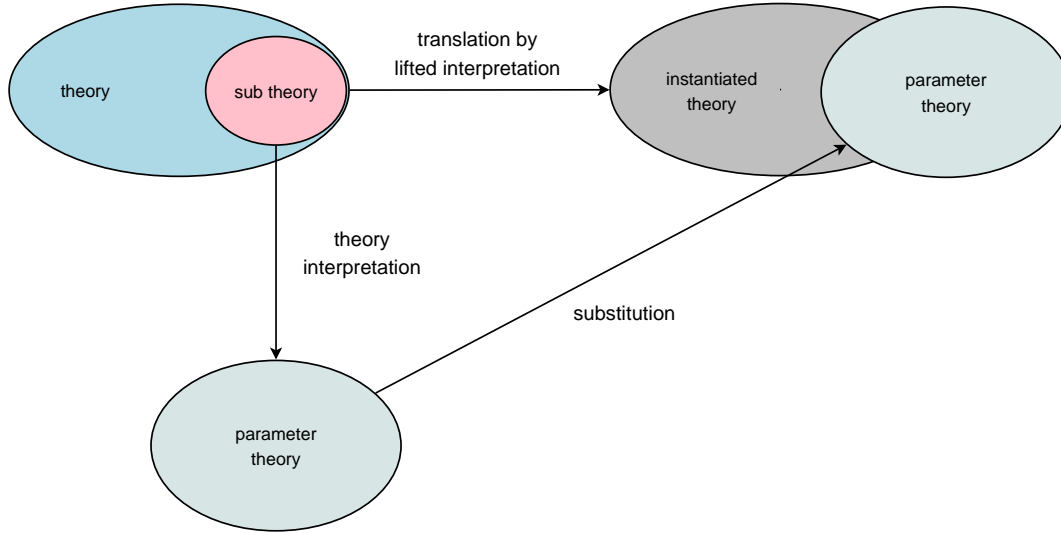 translation by
lifted interpretation
theory
sub theory
instantiated
theory
parameter
theory
theory
interpretation
substitution
parameter
theory